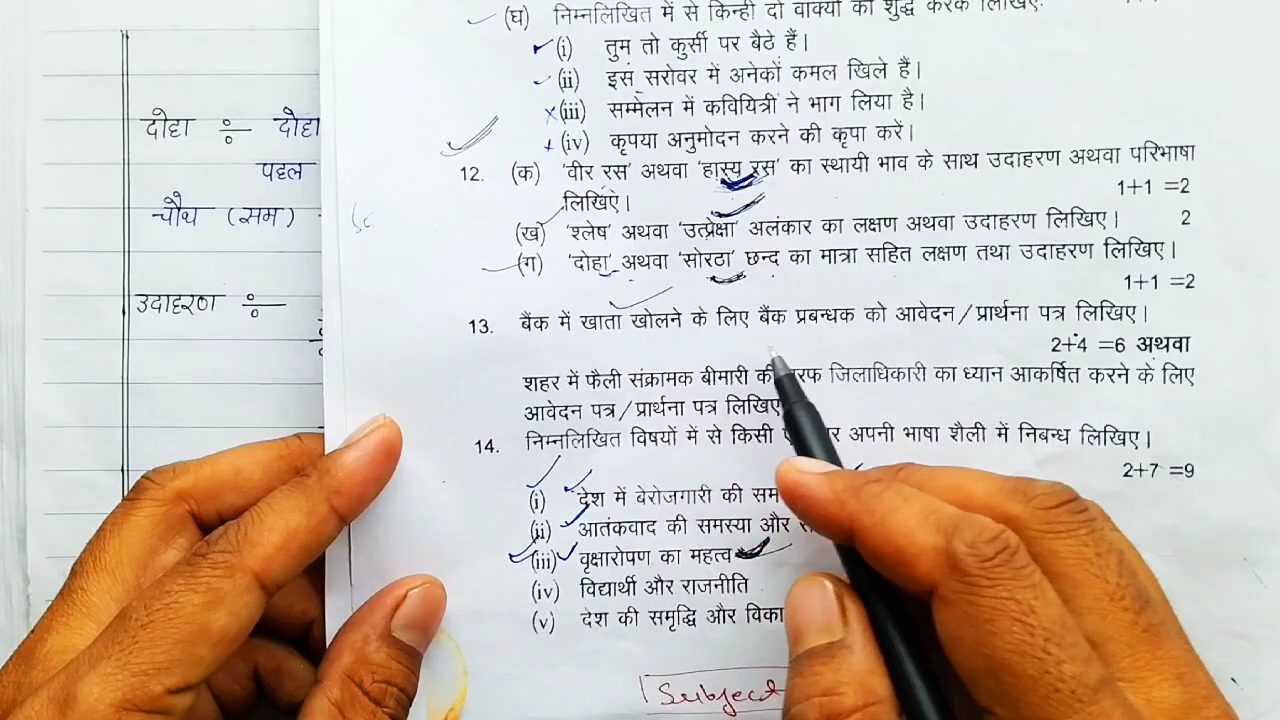 (घ) निम्नलिखित में से किन्हीं दो वाक्यों को शुद्ध करके लिखिए:
(i) तुम तो कुर्सी पर बैठे हैं।
(ii) इस सरोवर में अनेकों कमल खिले हैं।
(iii) सम्मेलन में कवियित्री ने भाग लिया है।
(iv) कृपया अनुमोदन करने की कृपा करें।
12. (क) 'वीर रस' अथवा 'हास्य रस' का स्थायी भाव के साथ उदाहरण अथवा परिभाषा
लिखिए। 1+1 =2
(ख) 'श्लेष' अथवा 'उत्प्रेक्षा' अलंकार का लक्षण अथवा उदाहरण लिखिए। 2
(ग) 'दोहा' अथवा 'सोरठा' छन्द का मात्रा सहित लक्षण तथा उदाहरण लिखिए।
1+1 =2
13. बैंक में खाता खोलने के लिए बैंक प्रबन्धक को आवेदन/प्रार्थना पत्र लिखिए।
2+4 =6 अथवा
शहर में फैली संक्रामक बीमारी की तरफ जिलाधिकारी का ध्यान आकर्षित करने के लिए
आवेदन पत्र/प्रार्थना पत्र लिखिए
14. निम्नलिखित विषयों में से किसी पर अपनी भाषा शैली में निबन्ध लिखिए।
2+7 =9
(i) देश में बेरोजगारी की सम
(ii) आतंकवाद की समस्या और
(iii) वृक्षारोपण का महत्व
(iv) विद्यार्थी और राजनीति
(v) देश की समृद्धि और विका
Subject
दोहा ÷ दोहा
पहल
चौथ (सम)
उदाहरण ÷